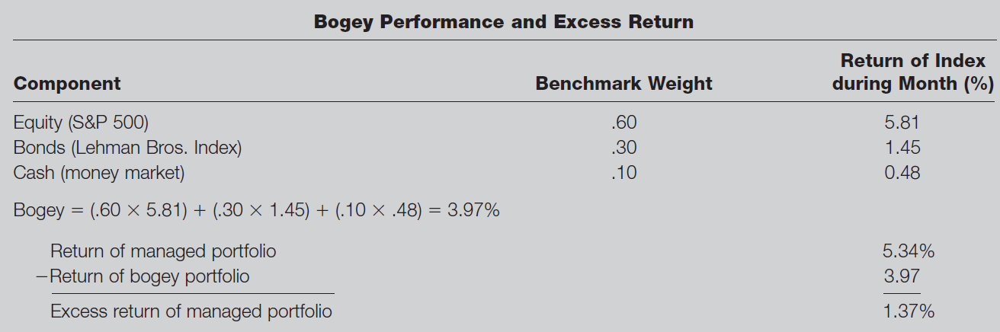 Bogey Performance and Excess Return
Component Benchmark Weight Return of Index during Month (%)
Equity (S&P 500) .60 5.81
Bonds (Lehman Bros. Index) .30 1.45
Cash (money market) .10 0.48
Bogey = (.60 × 5.81) + (.30 × 1.45) + (.10 × .48) = 3.97%
Return of managed portfolio 5.34%
−Return of bogey portfolio 3.97
Excess return of managed portfolio 1.37%